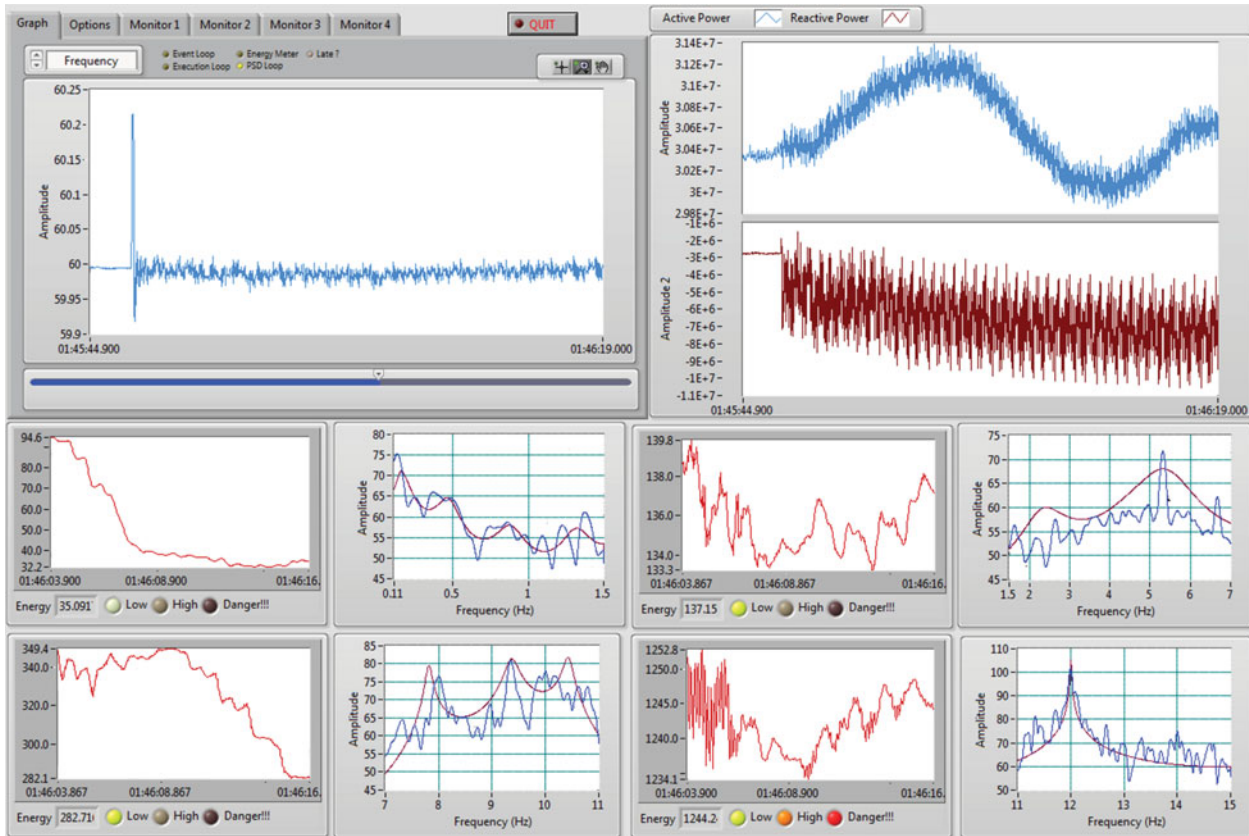 Graph Options Monitor 1 Monitor 2 Monitor 3 Monitor 4
QUIT
Frequency
Event Loop Energy Meter Late ?
Execution Loop PSD Loop
Amplitude
60.25
60.2
60.15
60.1
60.05
60
59.95
59.9
01:45:44.900 01:46:19.000
Active Power Reactive Power
Amplitude
3.14E+7
3.12E+7
3.1E+7
3.08E+7
3.06E+7
3.04E+7
3.02E+7
3E+7
2.98E+7
Amplitude 2
-1E+6
-2E+6
-3E+6
-4E+6
-5E+6
-6E+6
-7E+6
-8E+6
-9E+6
-1E+7
-1.1E+7
01:45:44.900 01:46:19.000
94.6
80.0
70.0
60.0
50.0
40.0
32.2
01:46:03.900 01:46:08.900 01:46:16.
Energy 35.091 Low High Danger!!!
Amplitude
80
75
70
65
60
55
50
45
0.11 0.5 1 1.5
Frequency (Hz)
139.8
138.0
136.0
134.0
133.3
01:46:03.867 01:46:08.867 01:46:16.
Energy 137.15 Low High Danger!!!
Amplitude
75
70
65
60
55
50
45
1.5 2 3 4 5 6 7
Frequency (Hz)
349.4
340.0
320.0
300.0
282.1
01:46:03.867 01:46:08.867 01:46:16.
Energy 282.71 Low High Danger!!!
Amplitude
85
80
75
70
65
60
55
50
45
7 8 9 10 11
Frequency (Hz)
1252.8
1245.0
1240.0
1234.1
01:46:03.900 01:46:08.900 01:46:16.
Energy 1244.2 Low High Danger!!!
Amplitude
110
100
90
80
70
60
50
11 12 13 14 15
Frequency (Hz)